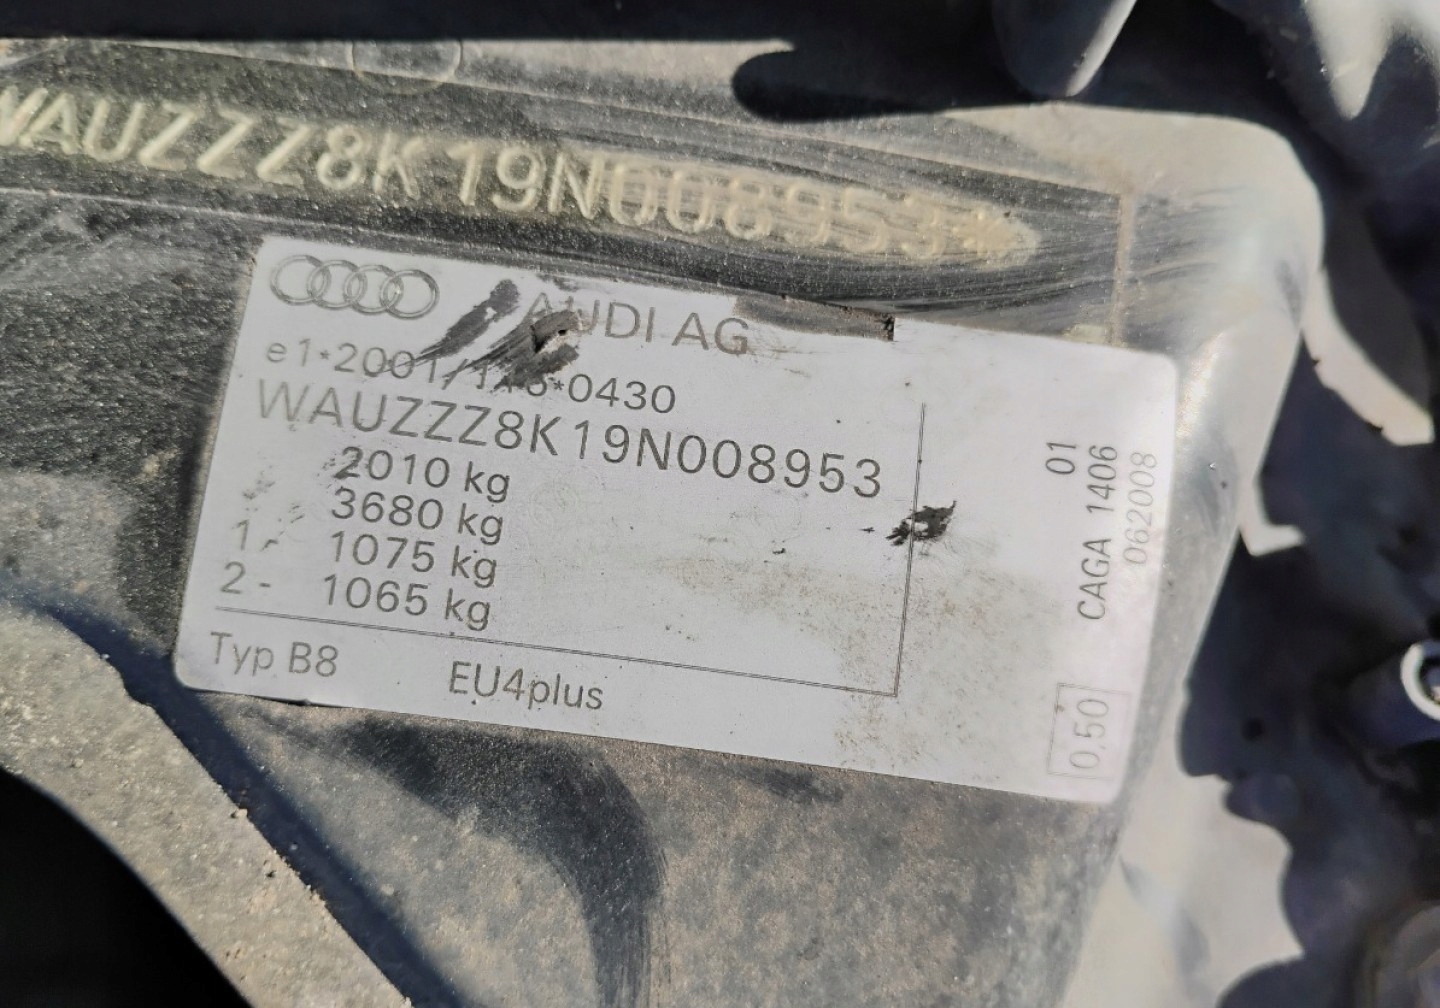 WAUZZZ8K19N008953*
AUDI AG
e1*2001/116*0430
WAUZZZ8K19N008953
2010 kg
3680 kg
1- 1075 kg
2- 1065 kg
Typ B8 EU4plus
01
CAGA 1406
062008
0,50